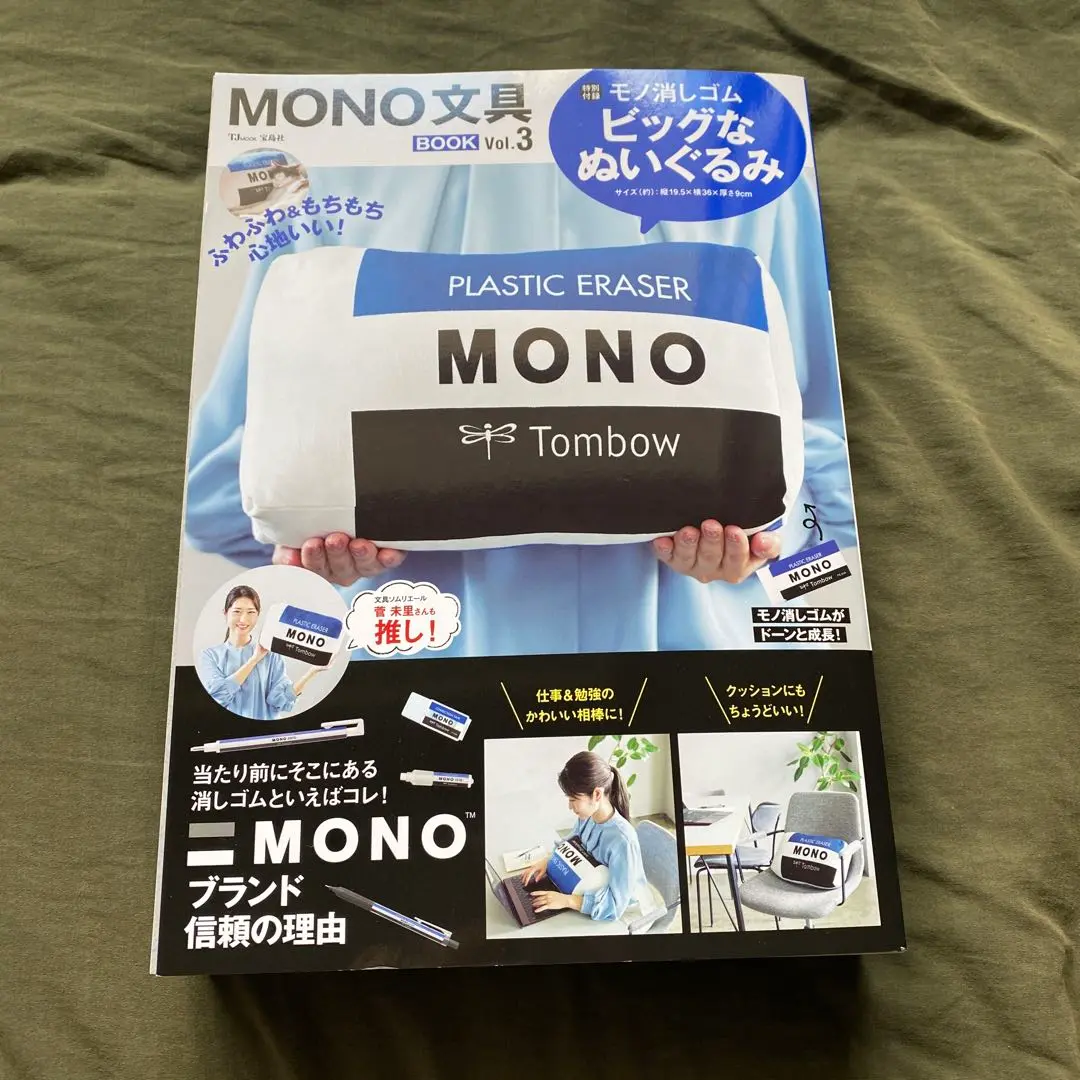 MONO文具
BOOK Vol.3
TJMOOK 宝島社
特別付録
モノ消しゴム
ビッグな
ぬいぐるみ
サイズ(約):縦19.5×横36×厚さ9cm
ふわふわ&もちもち
心地いい!
PLASTIC ERASER
MONO
Tombow
PLASTIC ERASER
MONO
Tombow
モノ消しゴムが
ドーンと成長!
文具ソムリエール
菅 未里さんも
推し!
PLASTIC ERASER
MONO
Tombow
仕事&勉強の
かわいい相棒に!
クッションにも
ちょうどいい!
MONO
MONO
MONO
当たり前にそこにある
消しゴムといえばコレ!
MONO™
ブランド
信頼の理由
MONO
PLASTIC ERASER
MONO
Tombow